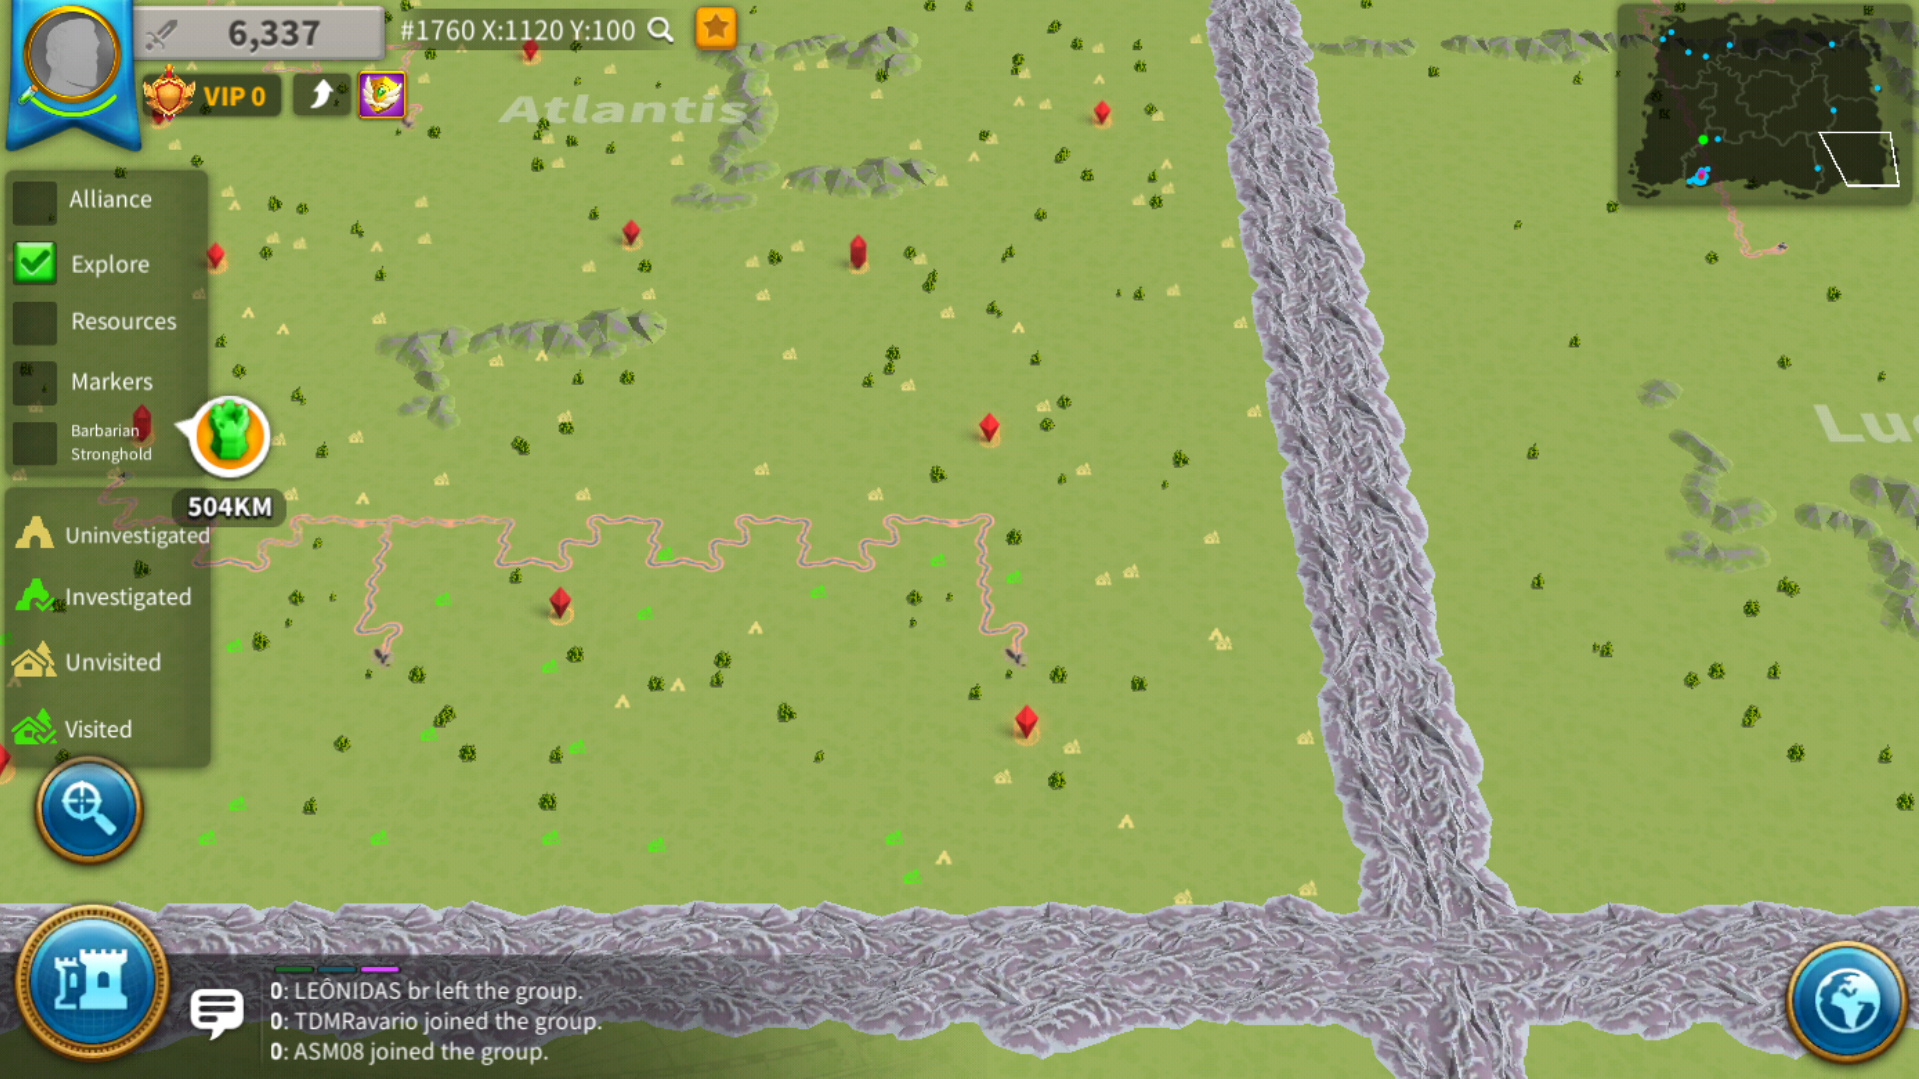 6,337
#1760 X:1120 Y:100
VIP 0
Atlantis
Alliance
Explore
Resources
Markers
Barbarian
Stronghold
504KM
Uninvestigated
Investigated
Unvisited
Visited
0: LEÔNIDAS br left the group.
0: TDMRavario joined the group.
0: ASM08 joined the group.